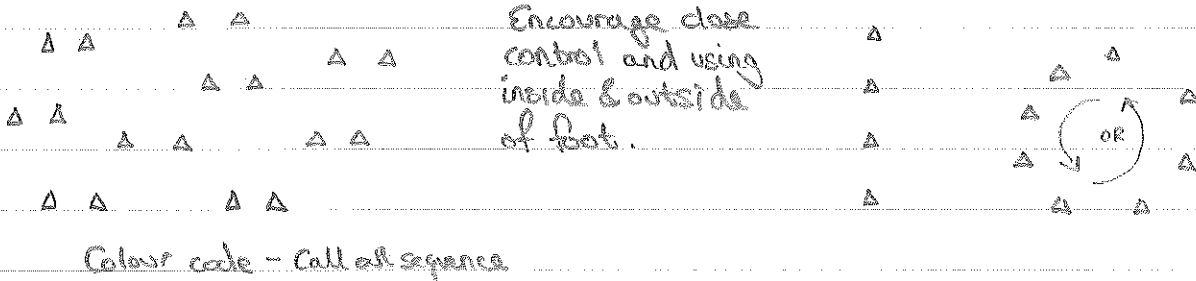 Encourage close
control and using
inside & outside
of foot.
OR
Colour code - Call out sequence